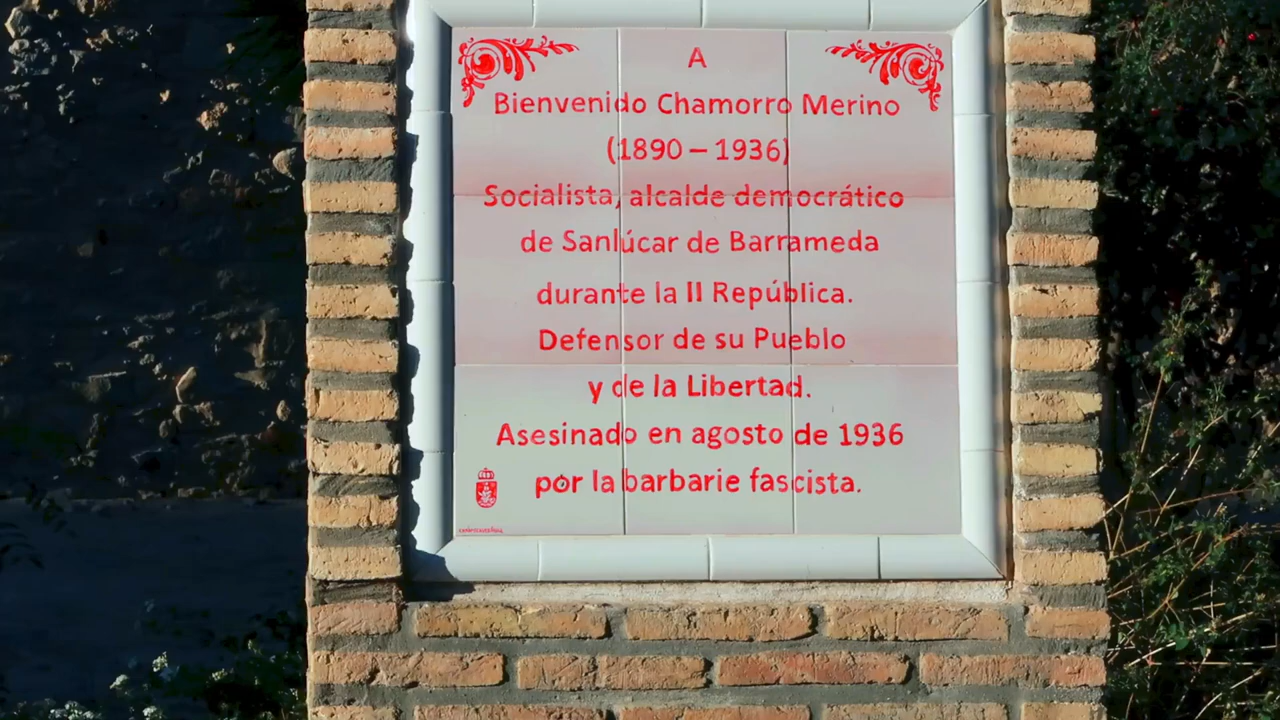 A
Bienvenido Chamorro Merino
(1890 – 1936)
Socialista, alcalde democrático
de Sanlúcar de Barrameda
durante la II República.
Defensor de su Pueblo
y de la Libertad.
Asesinado en agosto de 1936
por la barbarie fascista.